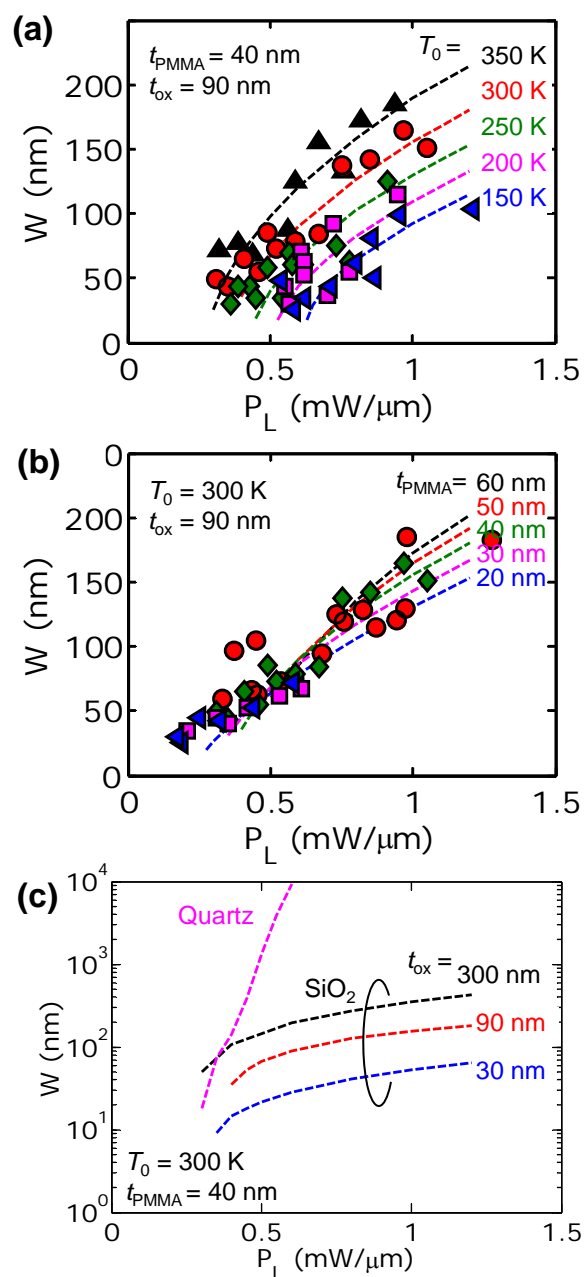 (a)
t_PMMA = 40 nm
t_ox = 90 nm
T_0 =
350 K
300 K
250 K
200 K
150 K
200
150
100
50
0
0 0.5 1 1.5
W (nm)
P_L (mW/μm)
(b)
T_0 = 300 K
t_ox = 90 nm
t_PMMA = 60 nm
50 nm
40 nm
30 nm
20 nm
0
200
150
100
50
0
0 0.5 1 1.5
W (nm)
P_L (mW/μm)
(c)
Quartz
SiO_2
t_ox = 300 nm
90 nm
30 nm
T_0 = 300 K
t_PMMA = 40 nm
10^4
10^3
10^2
10^1
10^0
0 0.5 1 1.5
W (nm)
P_L (mW/μm)